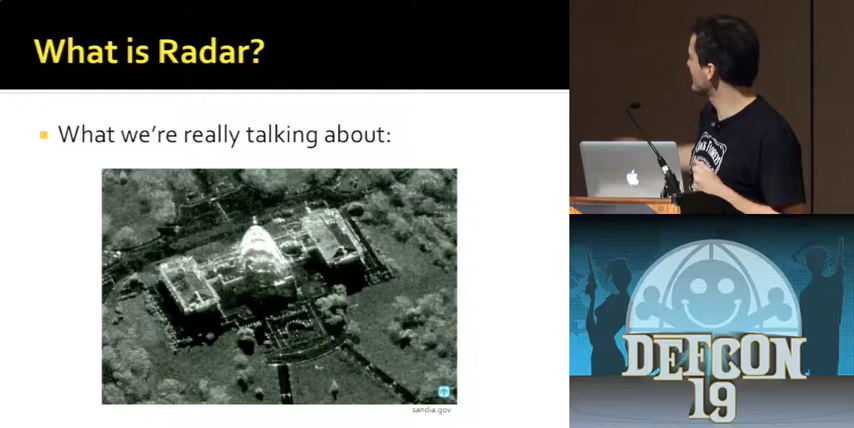 What is Radar?
What we're really talking about:
sandia.gov
DEFCON
19